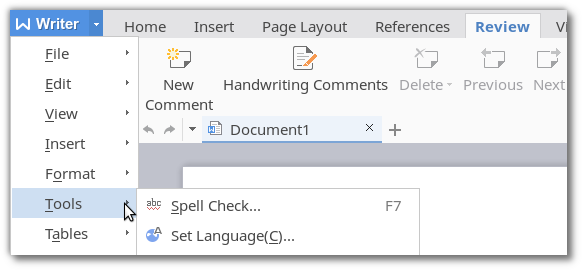 Writer Home Insert Page Layout References Review
File
Edit
View
Insert
Format
Tools
Tables
New Comment
Handwriting Comments
Delete
Previous
Next
Document1
abc Spell Check... F7
Set Language(C)...